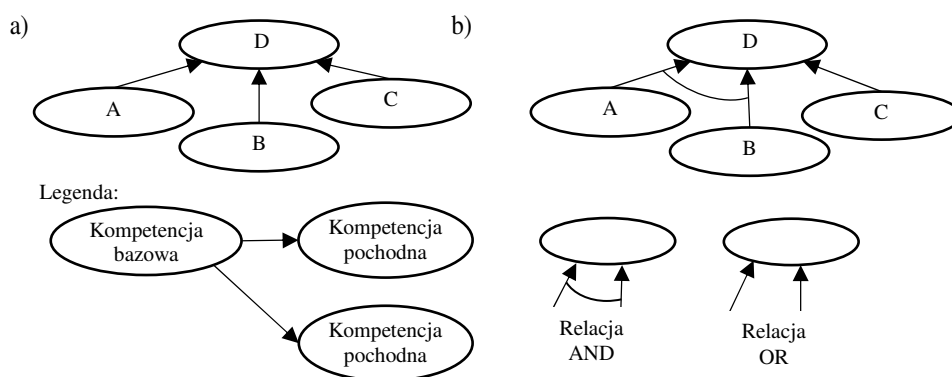 a)
D
A
C
B
b)
D
A
C
B
Legenda:
Kompetencja
bazowa
Kompetencja
pochodna
Kompetencja
pochodna
Relacja
AND
Relacja
OR